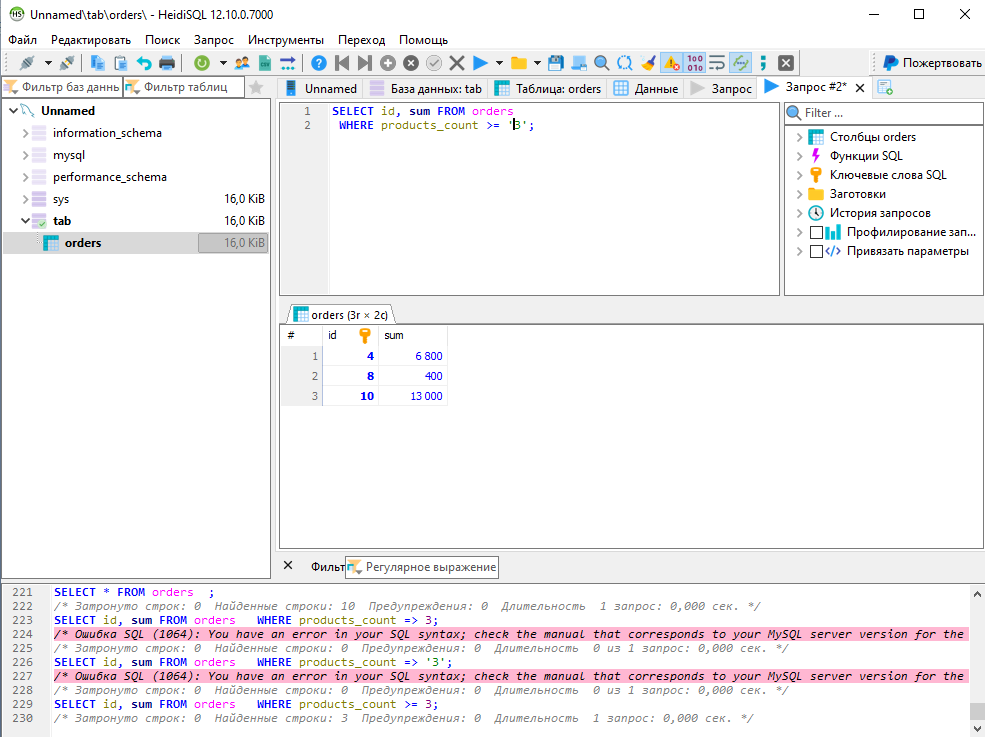 Unnamed\tab\orders\ - HeidiSQL 12.10.0.7000
Файл Редактировать Поиск Запрос Инструменты Переход Помощь
Пожертвовать
Фильтр баз данны Фильтр таблиц
Unnamed База данных: tab Таблица: orders Данные Запрос Запрос #2*
Unnamed
information_schema
mysql
performance_schema
sys 16,0 KiB
tab 16,0 KiB
orders 16,0 KiB
1 SELECT id, sum FROM orders
2 WHERE products_count >= '3';
Filter ...
Столбцы orders
Функции SQL
Ключевые слова SQL
Заготовки
История запросов
Профилирование зап...
Привязать параметры
orders (3r × 2c)
# id sum
1 4 6 800
2 8 400
3 10 13 000
Фильт Регулярное выражение
221 SELECT * FROM orders ;
222 /* Затронуто строк: 0 Найденные строки: 10 Предупреждения: 0 Длительность 1 запрос: 0,000 сек. */
223 SELECT id, sum FROM orders WHERE products_count => 3;
224 /* Ошибка SQL (1064): You have an error in your SQL syntax; check the manual that corresponds to your MySQL server version for the
225 /* Затронуто строк: 0 Найденные строки: 0 Предупреждения: 0 Длительность 0 из 1 запрос: 0,000 сек. */
226 SELECT id, sum FROM orders WHERE products_count => '3';
227 /* Ошибка SQL (1064): You have an error in your SQL syntax; check the manual that corresponds to your MySQL server version for the
228 /* Затронуто строк: 0 Найденные строки: 0 Предупреждения: 0 Длительность 0 из 1 запрос: 0,000 сек. */
229 SELECT id, sum FROM orders WHERE products_count >= 3;
230 /* Затронуто строк: 0 Найденные строки: 3 Предупреждения: 0 Длительность 1 запрос: 0,000 сек. */